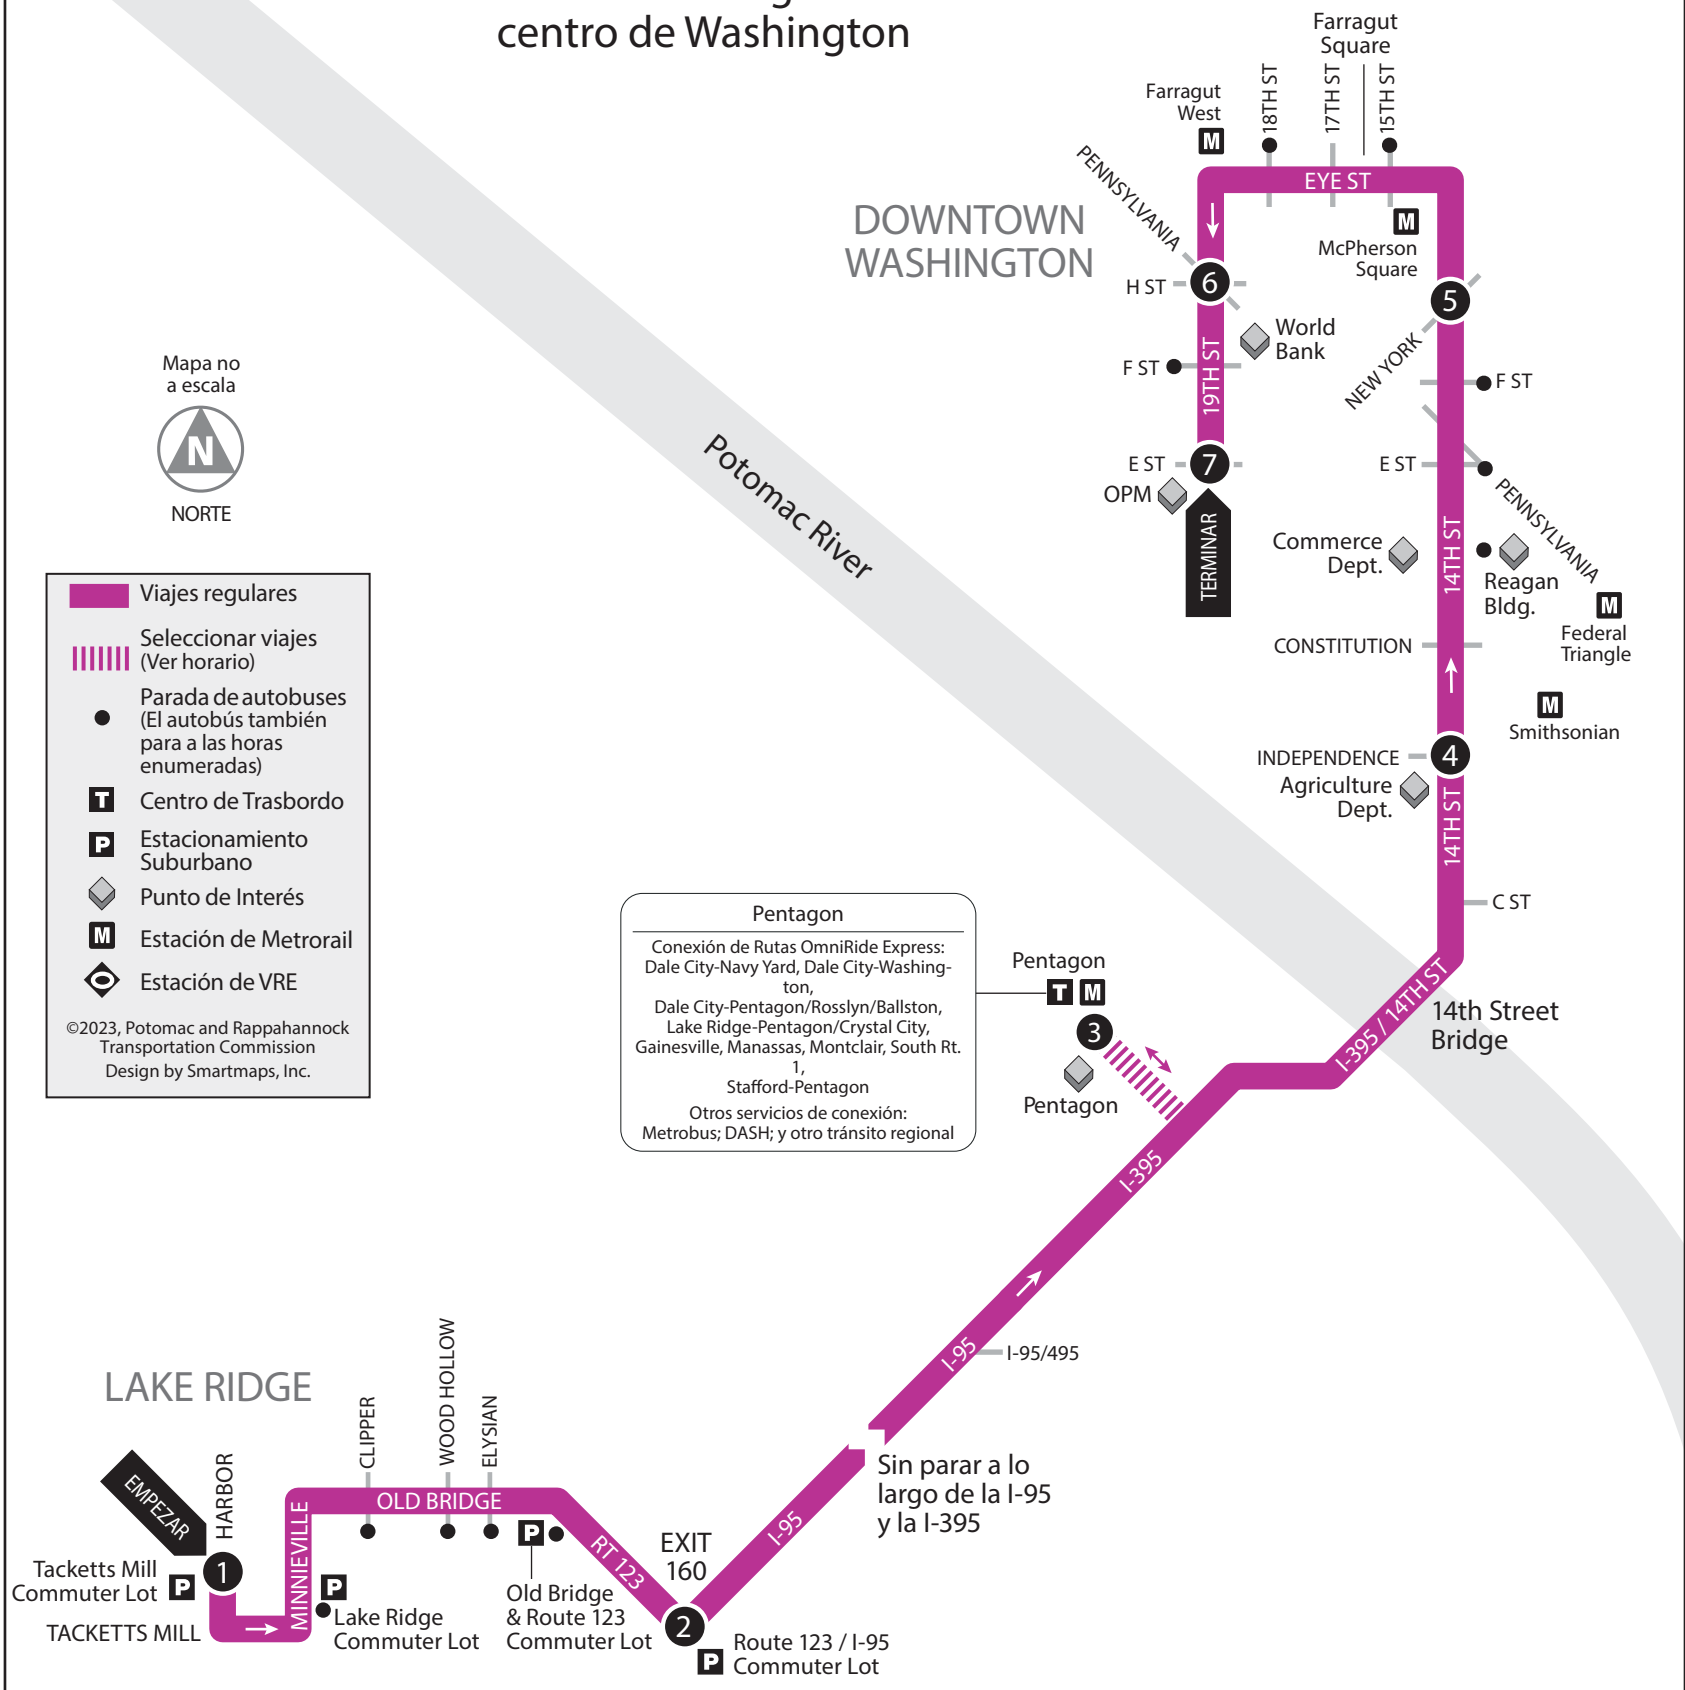 centro de Washington
Farragut
Square
Farragut
West
M
18TH ST
17TH ST
15TH ST
EYE ST
PENNSYLVANIA
DOWNTOWN
WASHINGTON
M
McPherson
Square
H ST
6
5
World
Bank
NEW YORK
F ST
19TH ST
F ST
E ST
7
OPM
TERMINAR
E ST
PENNSYLVANIA
Commerce
Dept.
14TH ST
Reagan
Bldg.
M
Federal
Triangle
CONSTITUTION
M
Smithsonian
INDEPENDENCE
4
Agriculture
Dept.
14TH ST
C ST
Mapa no
a escala
N
NORTE
Potomac River
Viajes regulares
Seleccionar viajes
(Ver horario)
Parada de autobuses
(El autobús también
para a las horas
enumeradas)
T Centro de Trasbordo
P Estacionamiento
Suburbano
Punto de Interés
M Estación de Metrorail
Estación de VRE
©2023, Potomac and Rappahannock
Transportation Commission
Design by Smartmaps, Inc.
Pentagon
Conexión de Rutas OmniRide Express:
Dale City-Navy Yard, Dale City-Washing-
ton,
Dale City-Pentagon/Rosslyn/Ballston,
Lake Ridge-Pentagon/Crystal City,
Gainesville, Manassas, Montclair, South Rt.
1,
Stafford-Pentagon
Otros servicios de conexión:
Metrobus; DASH; y otro tránsito regional
Pentagon
T M
3
Pentagon
I-395 / 14TH ST
14th Street
Bridge
I-395
I-95
I-95/495
Sin parar a lo
largo de la I-95
y la I-395
I-95
LAKE RIDGE
EMPEZAR
HARBOR
CLIPPER
WOOD HOLLOW
ELYSIAN
OLD BRIDGE
MINNIEVILLE
RT 123
EXIT
160
Tacketts Mill
Commuter Lot
P
1
TACKETTS MILL
P
Lake Ridge
Commuter Lot
P
Old Bridge
& Route 123
Commuter Lot
2
P
Route 123 / I-95
Commuter Lot